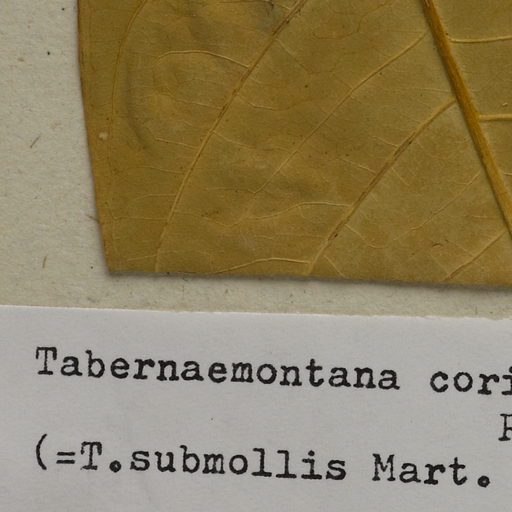 Tabernaemontana cori
(=T.submollis Mart.